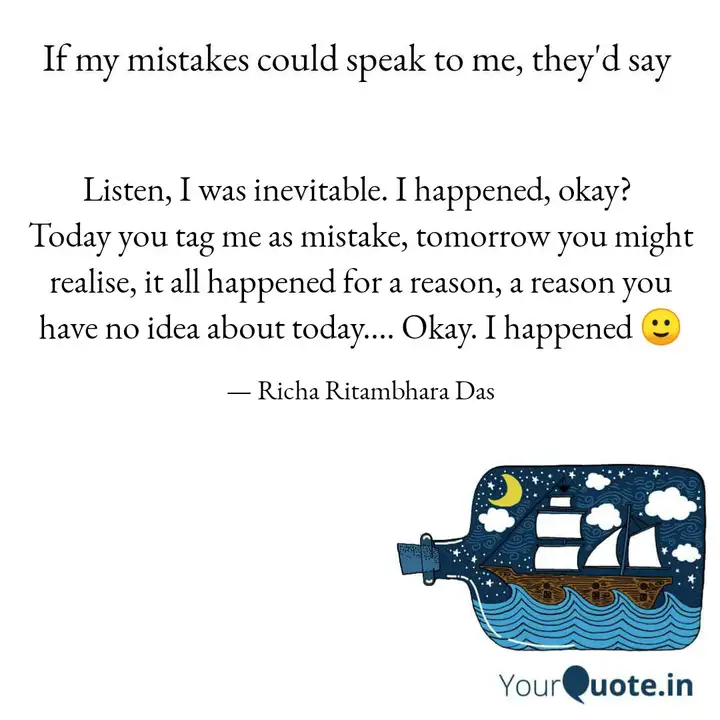 If my mistakes could speak to me, they'd say
Listen, I was inevitable. I happened, okay?
Today you tag me as mistake, tomorrow you might
realise, it all happened for a reason, a reason you
have no idea about today.... Okay. I happened 🙂
— Richa Ritambhara Das
YourQuote.in